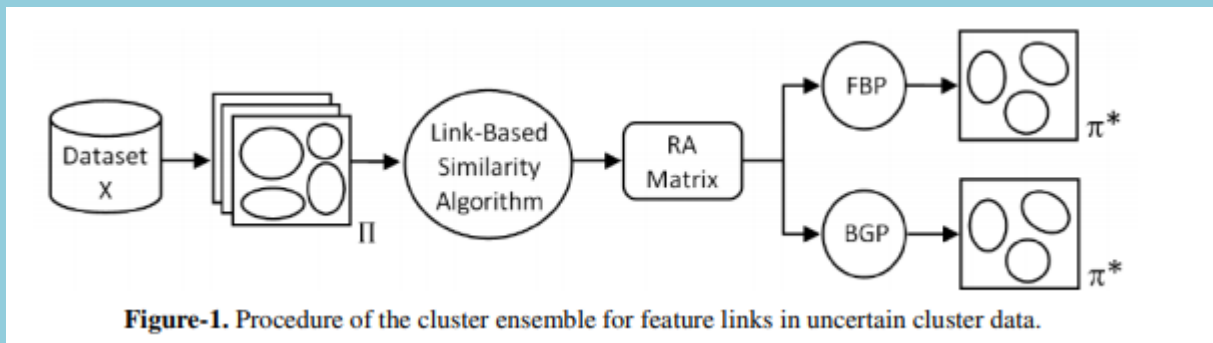 Dataset
X
Π
Link-Based
Similarity
Algorithm
RA
Matrix
FBP
π*
BGP
π*
Figure-1. Procedure of the cluster ensemble for feature links in uncertain cluster data.